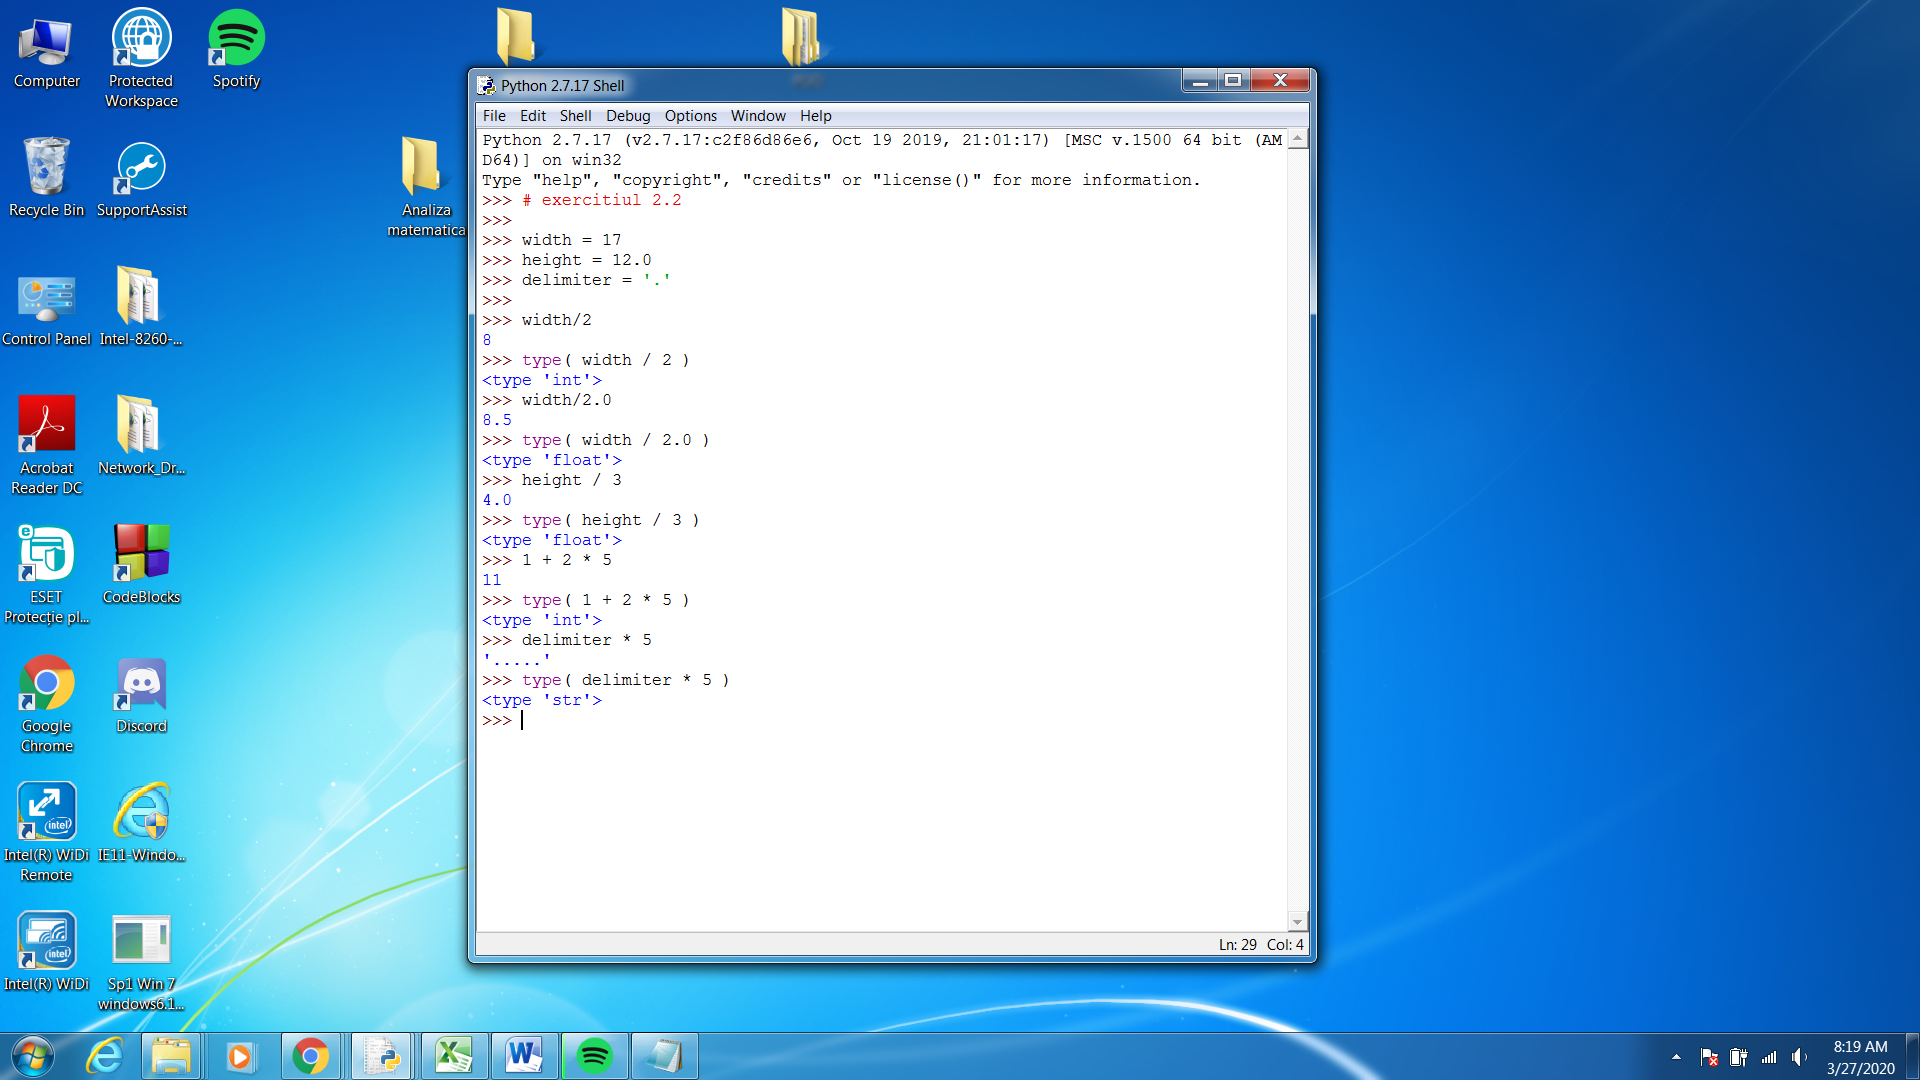 Computer
Protected
Workspace
Spotify
Recycle Bin
SupportAssist
Analiza
matematica
Control Panel
Intel-8260-...
Acrobat
Reader DC
Network_Dr...
ESET
Protecție pl...
CodeBlocks
Google
Chrome
Discord
Intel(R) WiDi
Remote
IE11-Windo...
Intel(R) WiDi
Sp1 Win 7
windows6.1...
Python 2.7.17 Shell
File Edit Shell Debug Options Window Help
Python 2.7.17 (v2.7.17:c2f86d86e6, Oct 19 2019, 21:01:17) [MSC v.1500 64 bit (AM
D64)] on win32
Type "help", "copyright", "credits" or "license()" for more information.
>>> # exercitiul 2.2
>>>
>>> width = 17
>>> height = 12.0
>>> delimiter = '.'
>>>
>>> width/2
8
>>> type( width / 2 )
<type 'int'>
>>> width/2.0
8.5
>>> type( width / 2.0 )
<type 'float'>
>>> height / 3
4.0
>>> type( height / 3 )
<type 'float'>
>>> 1 + 2 * 5
11
>>> type( 1 + 2 * 5 )
<type 'int'>
>>> delimiter * 5
'.....'
>>> type( delimiter * 5 )
<type 'str'>
>>>
Ln: 29 Col: 4
8:19 AM
3/27/2020